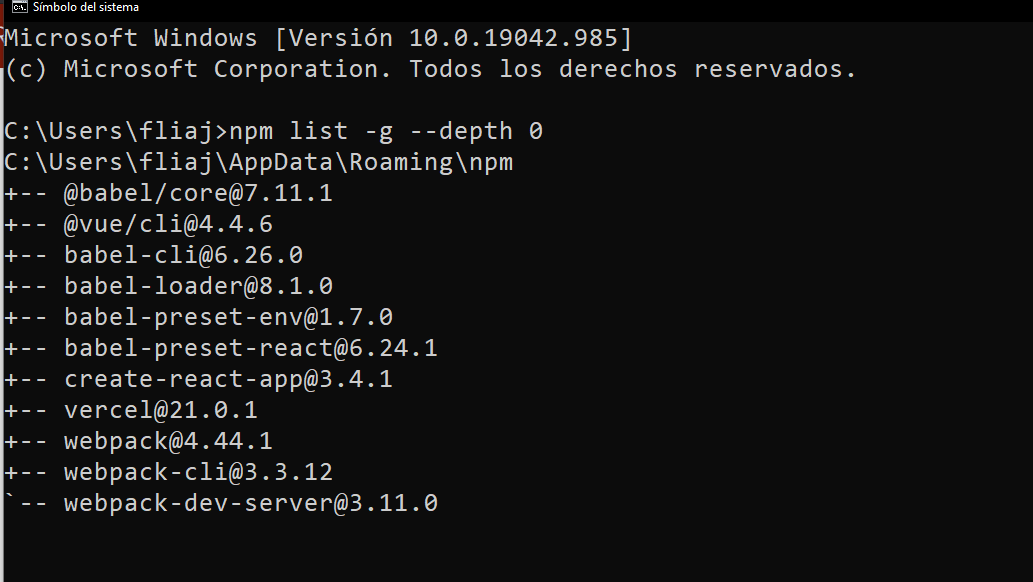 Símbolo del sistema
Microsoft Windows [Versión 10.0.19042.985]
(c) Microsoft Corporation. Todos los derechos reservados.
C:\Users\fliaj>npm list -g --depth 0
C:\Users\fliaj\AppData\Roaming\npm
+-- @babel/core@7.11.1
+-- @vue/cli@4.4.6
+-- babel-cli@6.26.0
+-- babel-loader@8.1.0
+-- babel-preset-env@1.7.0
+-- babel-preset-react@6.24.1
+-- create-react-app@3.4.1
+-- vercel@21.0.1
+-- webpack@4.44.1
+-- webpack-cli@3.3.12
`-- webpack-dev-server@3.11.0